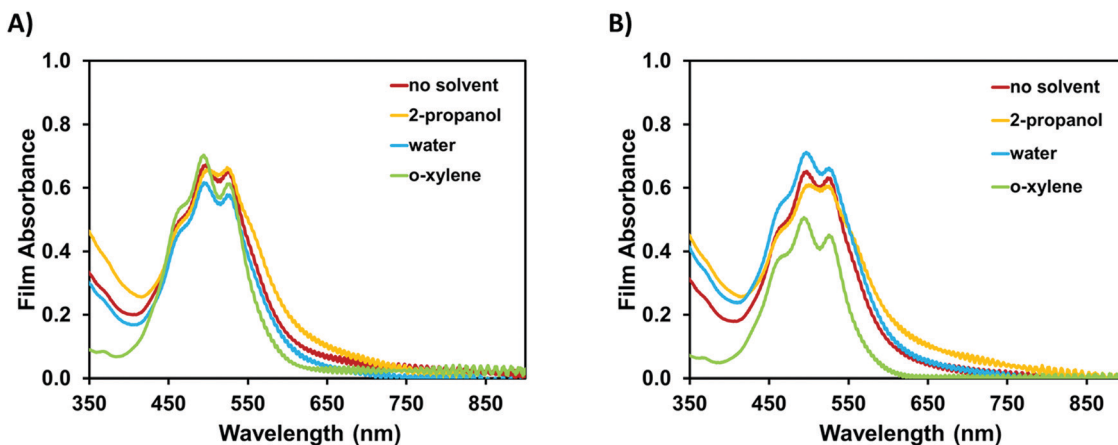 A)
1.0
0.8
0.6
0.4
0.2
0.0
Film Absorbance
no solvent
2-propanol
water
o-xylene
350 450 550 650 750 850
Wavelength (nm)
B)
1.0
0.8
0.6
0.4
0.2
0.0
Film Absorbance
no solvent
2-propanol
water
o-xylene
350 450 550 650 750 850
Wavelength (nm)